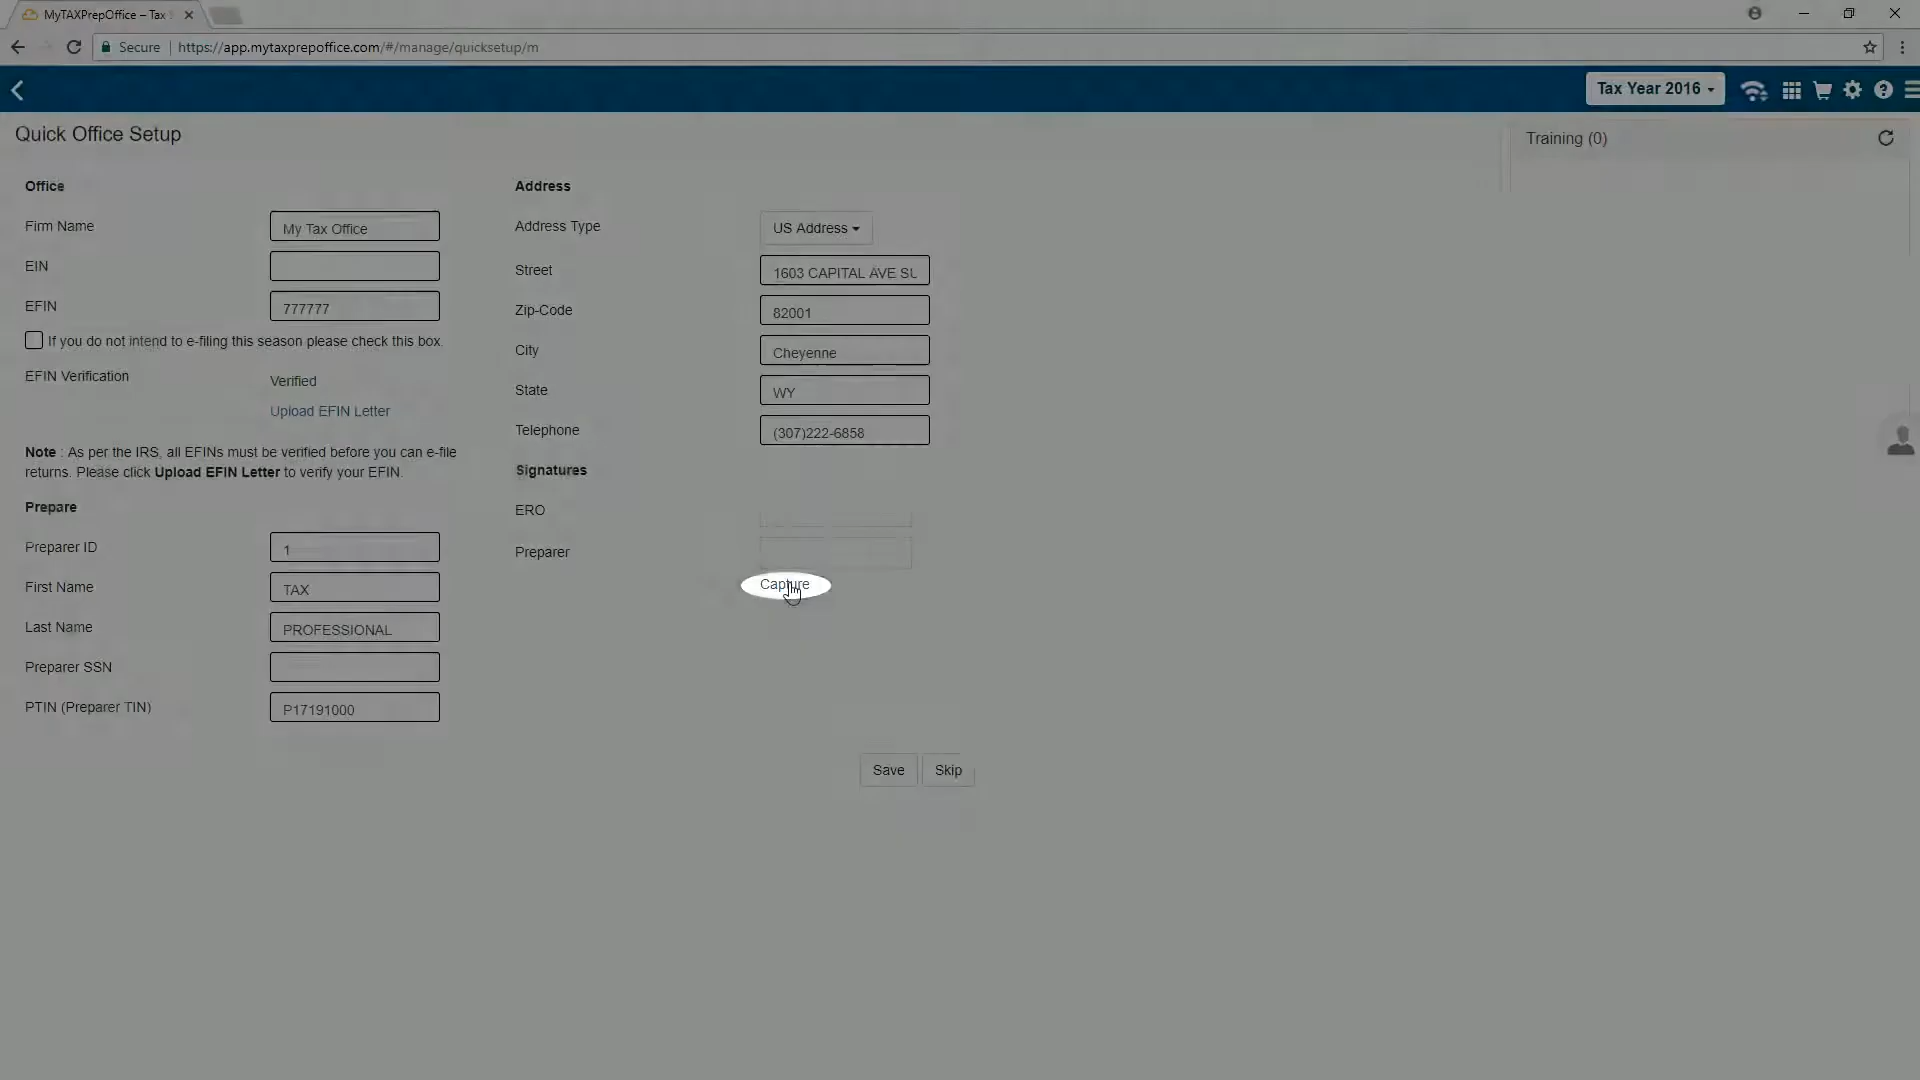 MyTAXPrepOffice – Tax
Secure | https://app.mytaxprepoffice.com/#/manage/quicksetup/m
Tax Year 2016
Quick Office Setup
Training (0)
Office
Address
Firm Name
My Tax Office
Address Type
US Address
EIN
Street
1603 CAPITAL AVE SU
EFIN
777777
Zip-Code
82001
If you do not intend to e-filing this season please check this box.
City
Cheyenne
EFIN Verification
Verified
State
WY
Upload EFIN Letter
Telephone
(307)222-6858
Note : As per the IRS, all EFINs must be verified before you can e-file
returns. Please click Upload EFIN Letter to verify your EFIN.
Signatures
Prepare
ERO
Preparer ID
1
Preparer
First Name
TAX
Capture
Last Name
PROFESSIONAL
Preparer SSN
PTIN (Preparer TIN)
P17191000
Save
Skip